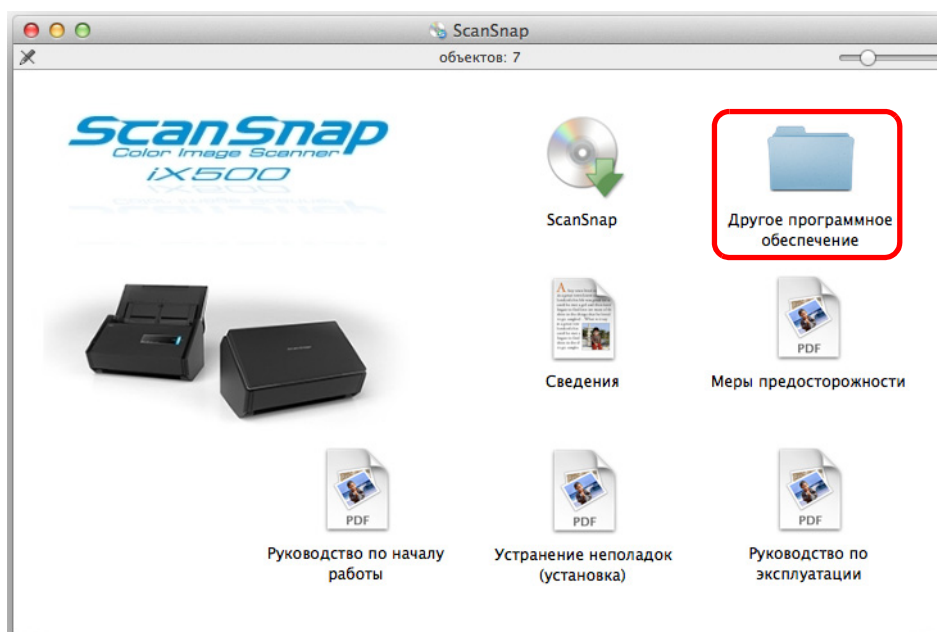 ScanSnap
объектов: 7
ScanSnap
Color Image Scanner
iX500
ScanSnap
Другое программное
обеспечение
Сведения
PDF
Меры предосторожности
PDF
Руководство по началу
работы
PDF
Устранение неполадок
(установка)
PDF
Руководство по
эксплуатации